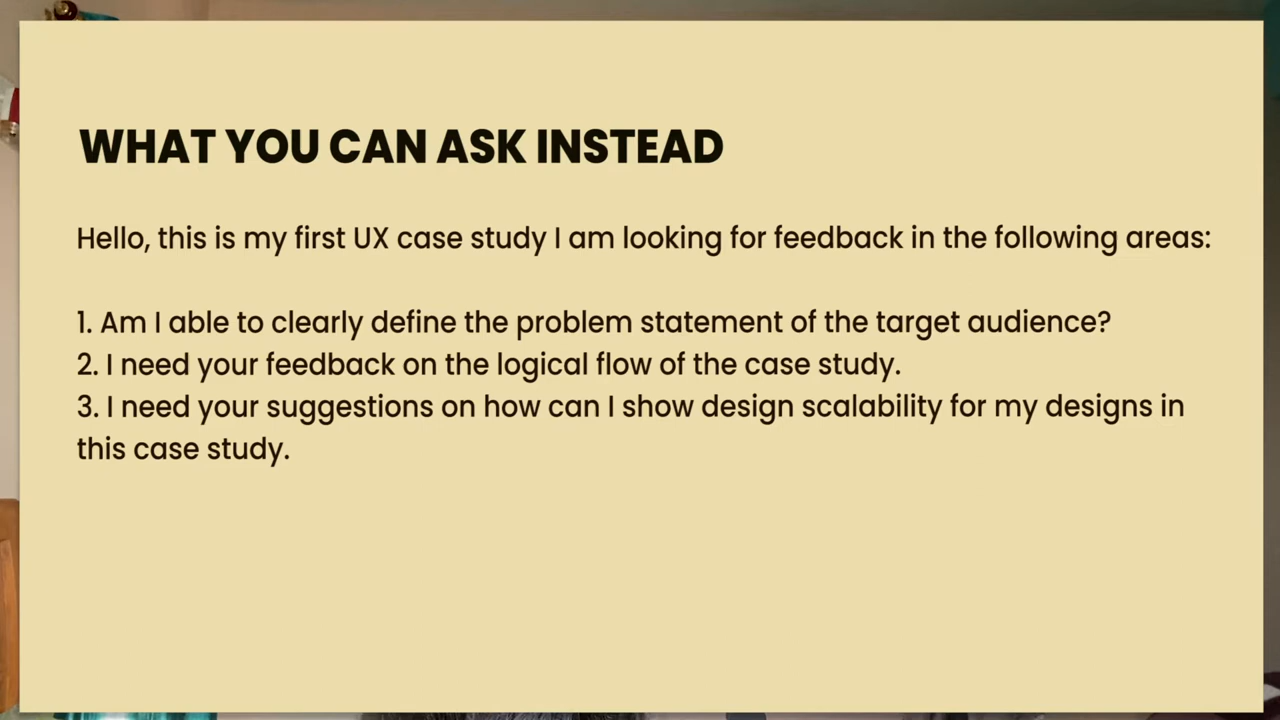 WHAT YOU CAN ASK INSTEAD
Hello, this is my first UX case study I am looking for feedback in the following areas:
1. Am I able to clearly define the problem statement of the target audience?
2. I need your feedback on the logical flow of the case study.
3. I need your suggestions on how can I show design scalability for my designs in
this case study.